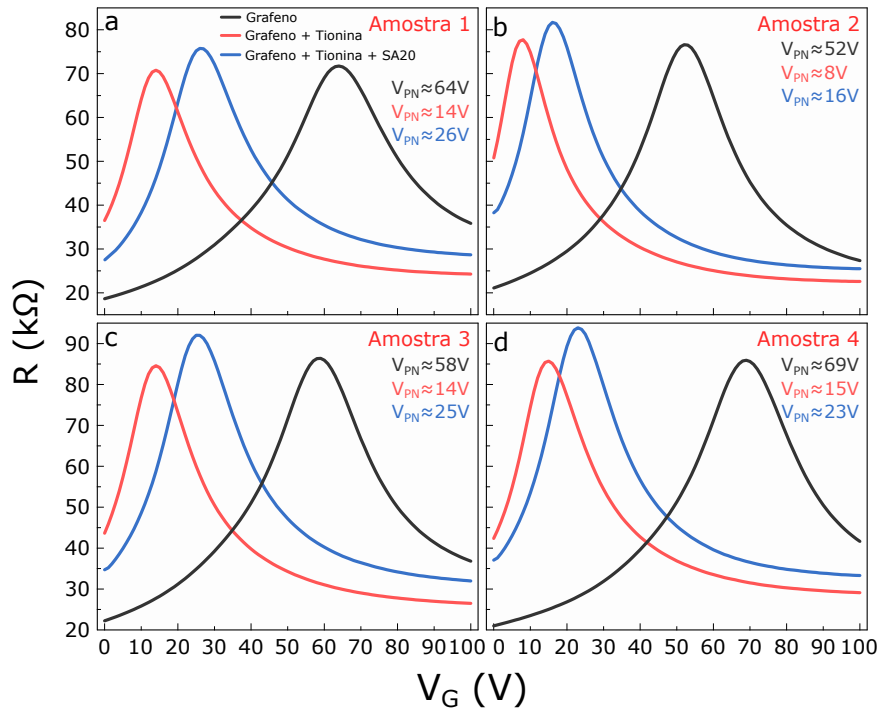 a
Grafeno
Grafeno + Tionina
Grafeno + Tionina + SA20
Amostra 1
V_PN≈64V
V_PN≈14V
V_PN≈26V
80
70
60
50
40
30
20
b
Amostra 2
V_PN≈52V
V_PN≈8V
V_PN≈16V
R (kΩ)
c
Amostra 3
V_PN≈58V
V_PN≈14V
V_PN≈25V
90
80
70
60
50
40
30
20
d
Amostra 4
V_PN≈69V
V_PN≈15V
V_PN≈23V
0 10 20 30 40 50 60 70 80 90 100
0 10 20 30 40 50 60 70 80 90 100
V_G (V)